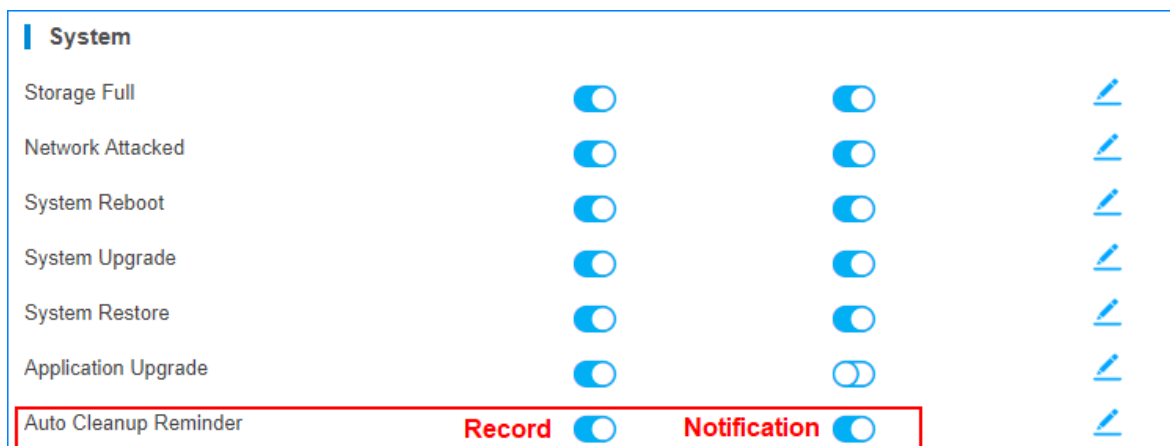 System
Storage Full
Network Attacked
System Reboot
System Upgrade
System Restore
Application Upgrade
Auto Cleanup Reminder Record Notification